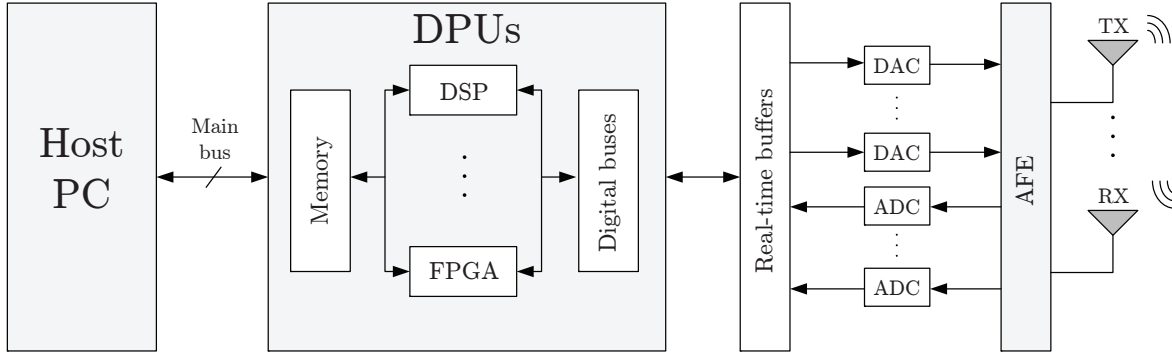 Host
PC
Main
bus
DPUs
Memory
DSP
FPGA
Digital buses
Real-time buffers
DAC
DAC
ADC
ADC
AFE
TX
RX